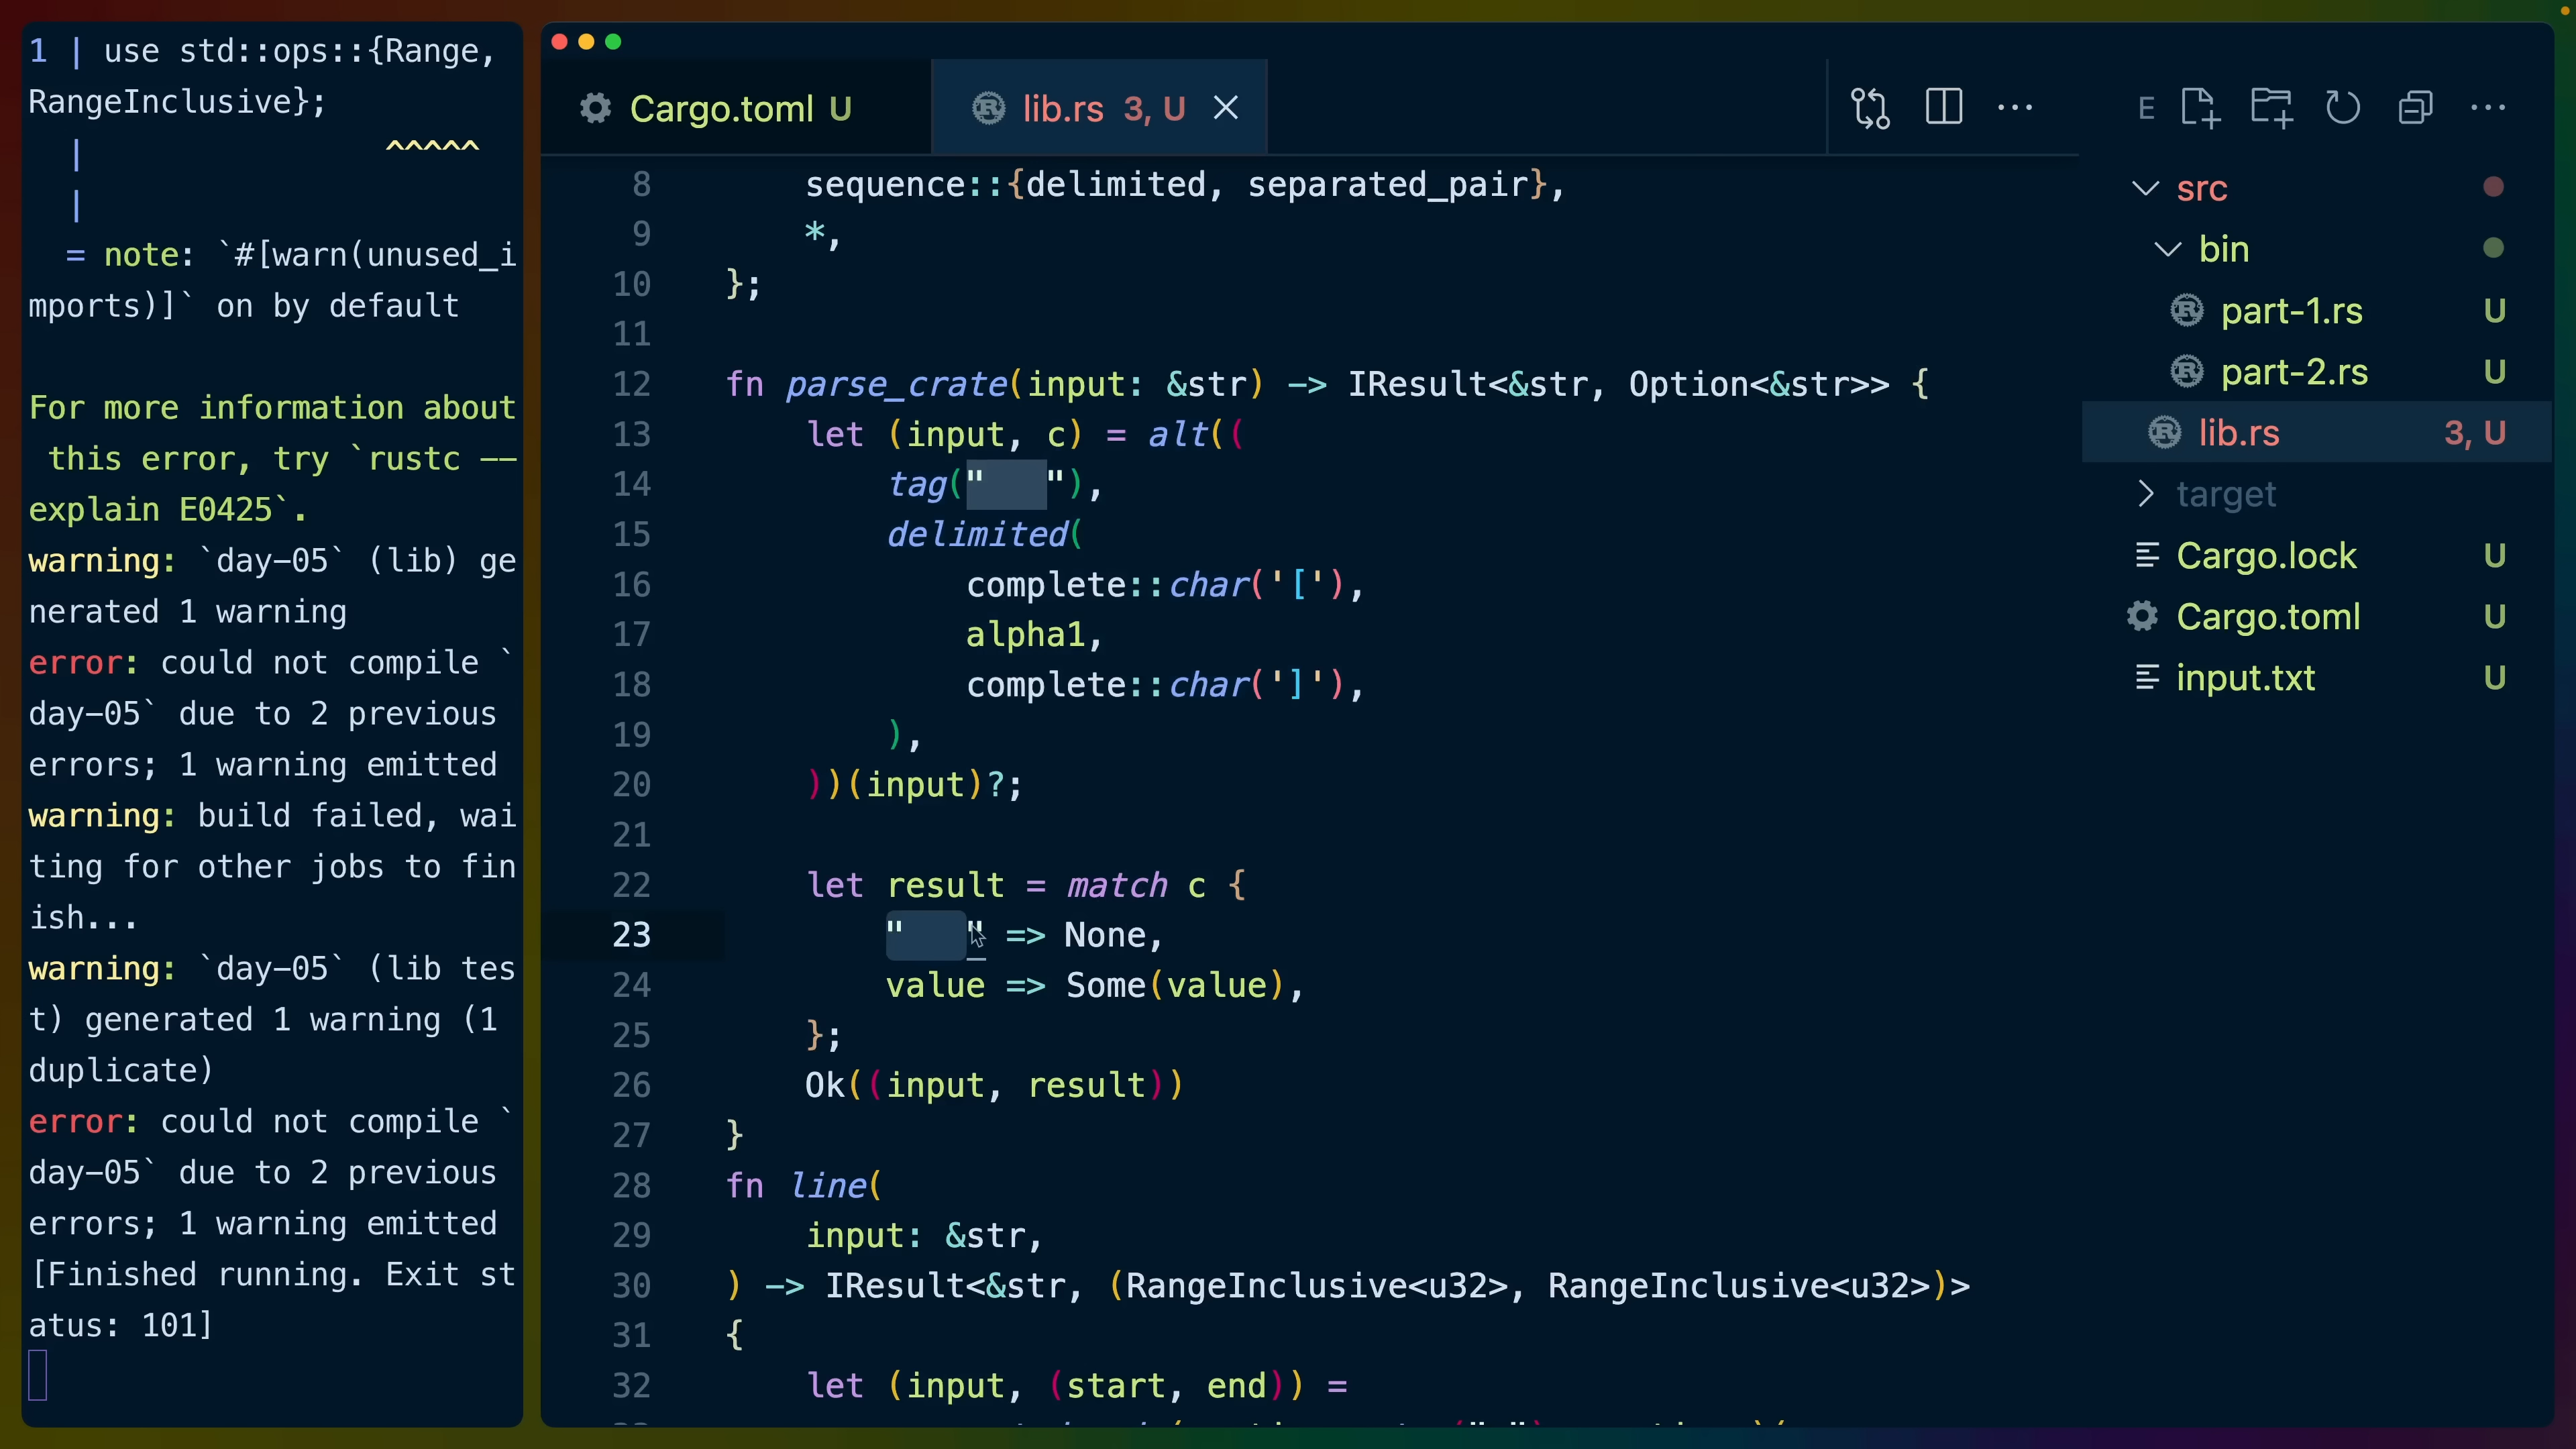 1 | use std::ops::{Range,
RangeInclusive};
  |                ^^^^^
  |
  = note: `#[warn(unused_i
mports)]` on by default

For more information about
 this error, try `rustc --
explain E0425`.
warning: `day-05` (lib) ge
nerated 1 warning
error: could not compile `
day-05` due to 2 previous
errors; 1 warning emitted
warning: build failed, wai
ting for other jobs to fin
ish...
warning: `day-05` (lib tes
t) generated 1 warning (1
duplicate)
error: could not compile `
day-05` due to 2 previous
errors; 1 warning emitted
[Finished running. Exit st
atus: 101]
Cargo.toml U
lib.rs 3, U
8     sequence::{delimited, separated_pair},
9     *,
10 };
11
12 fn parse_crate(input: &str) -> IResult<&str, Option<&str>> {
13     let (input, c) = alt((
14         tag("   "),
15         delimited(
16             complete::char('['),
17             alpha1,
18             complete::char(']'),
19         ),
20     ))(input)?;
21
22     let result = match c {
23         "   " => None,
24         value => Some(value),
25     };
26     Ok((input, result))
27 }
28 fn line(
29     input: &str,
30 ) -> IResult<&str, (RangeInclusive<u32>, RangeInclusive<u32>)>
31 {
32     let (input, (start, end)) =
E
src
bin
part-1.rs U
part-2.rs U
lib.rs 3, U
target
Cargo.lock U
Cargo.toml U
input.txt U